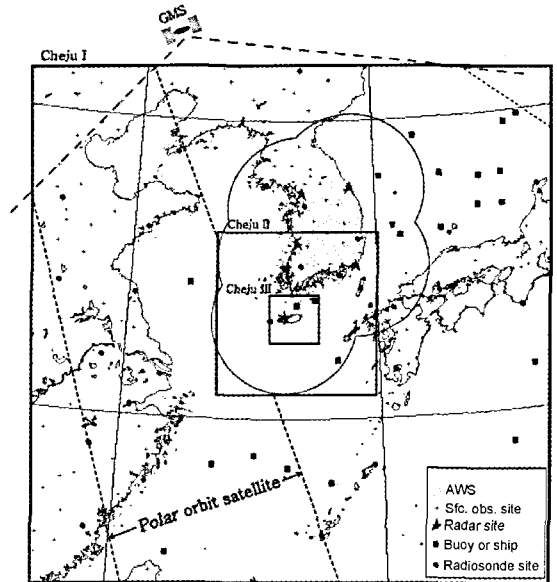 GMS
Cheju I
Cheju II
Cheju III
Polar orbit satellite
AWS
Sfc. obs. site
Radar site
Buoy or ship
Radiosonde site